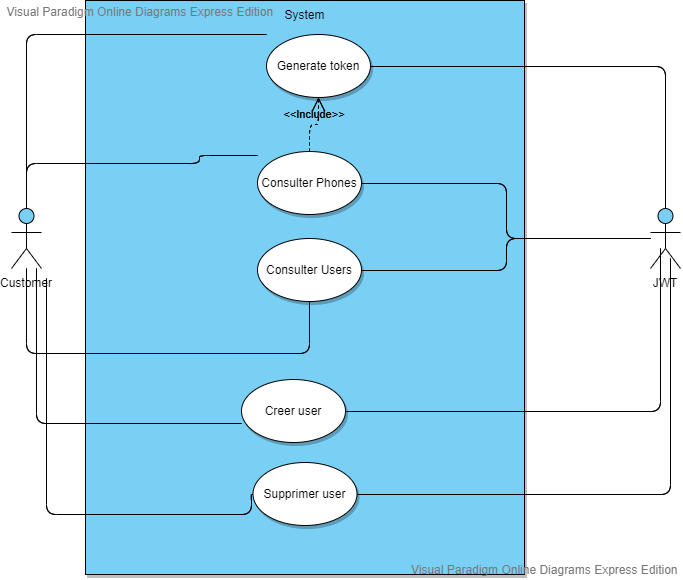 Visual Paradigm Online Diagrams Express Edition
System
Generate token
<<Include>>
Consulter Phones
Consulter Users
Customer
JWT
Creer user
Supprimer user
Visual Paradigm Online Diagrams Express Edition